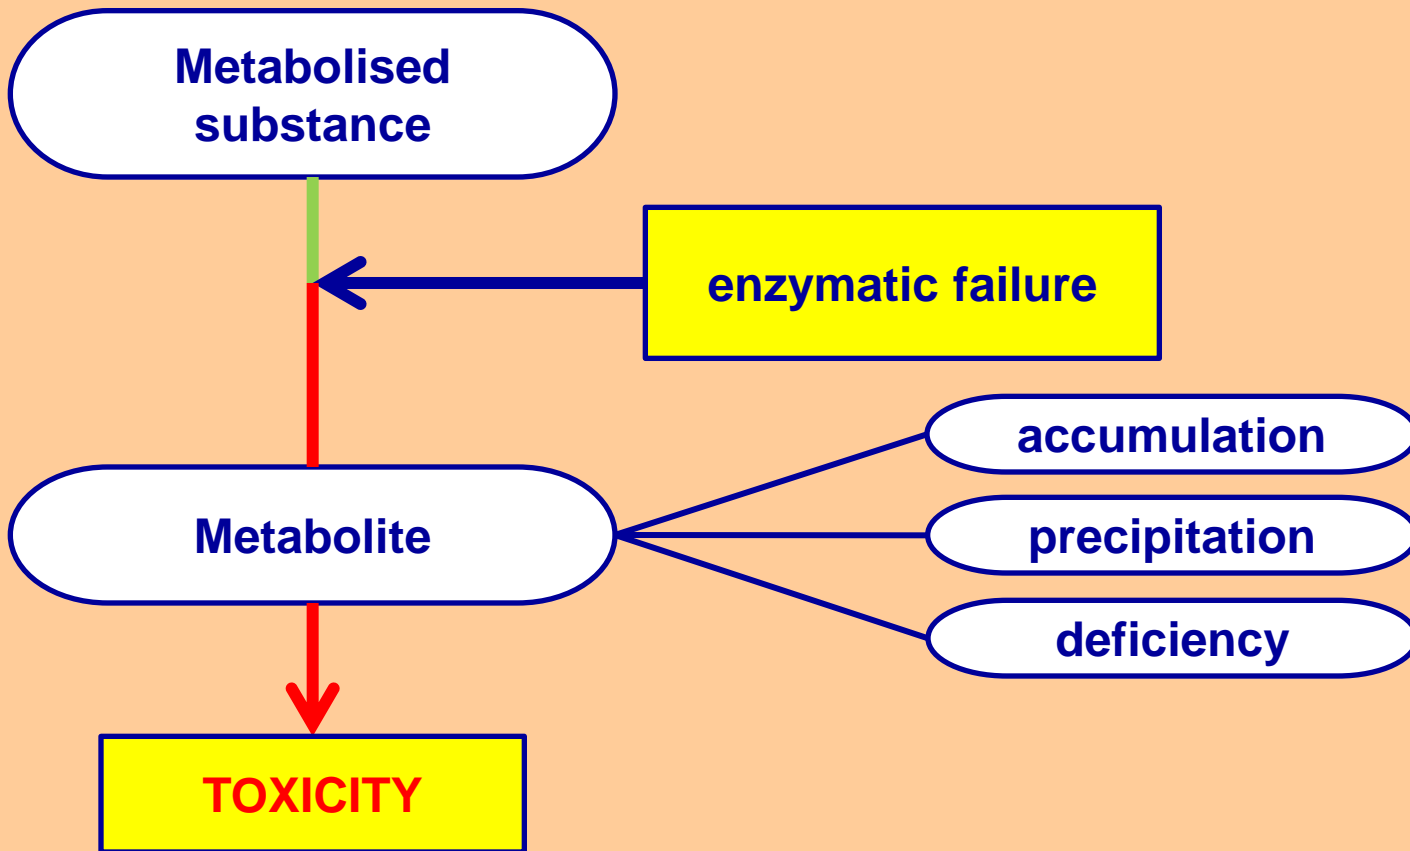 Metabolised
substance
enzymatic failure
accumulation
Metabolite
precipitation
deficiency
TOXICITY